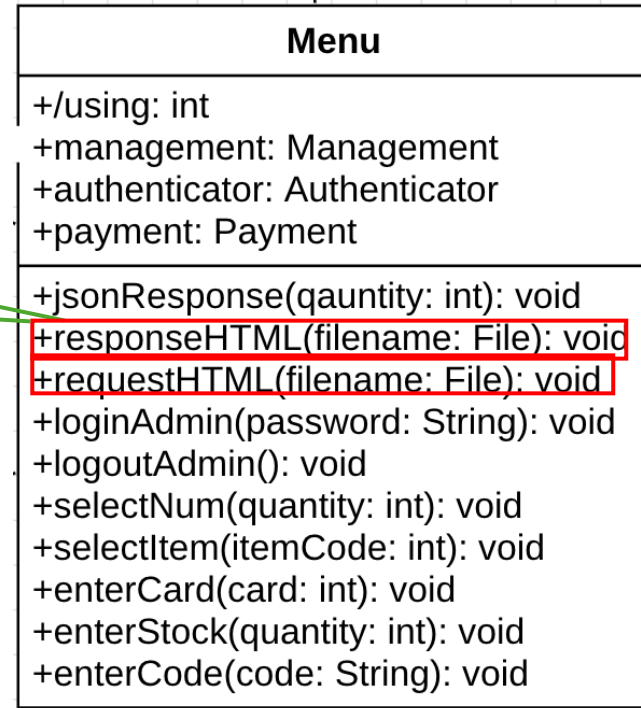 Menu
+/using: int
+management: Management
+authenticator: Authenticator
+payment: Payment
+jsonResponse(qauntity: int): void
+responseHTML(filename: File): void
+requestHTML(filename: File): void
+loginAdmin(password: String): void
+logoutAdmin(): void
+selectNum(quantity: int): void
+selectItem(itemCode: int): void
+enterCard(card: int): void
+enterStock(quantity: int): void
+enterCode(code: String): void